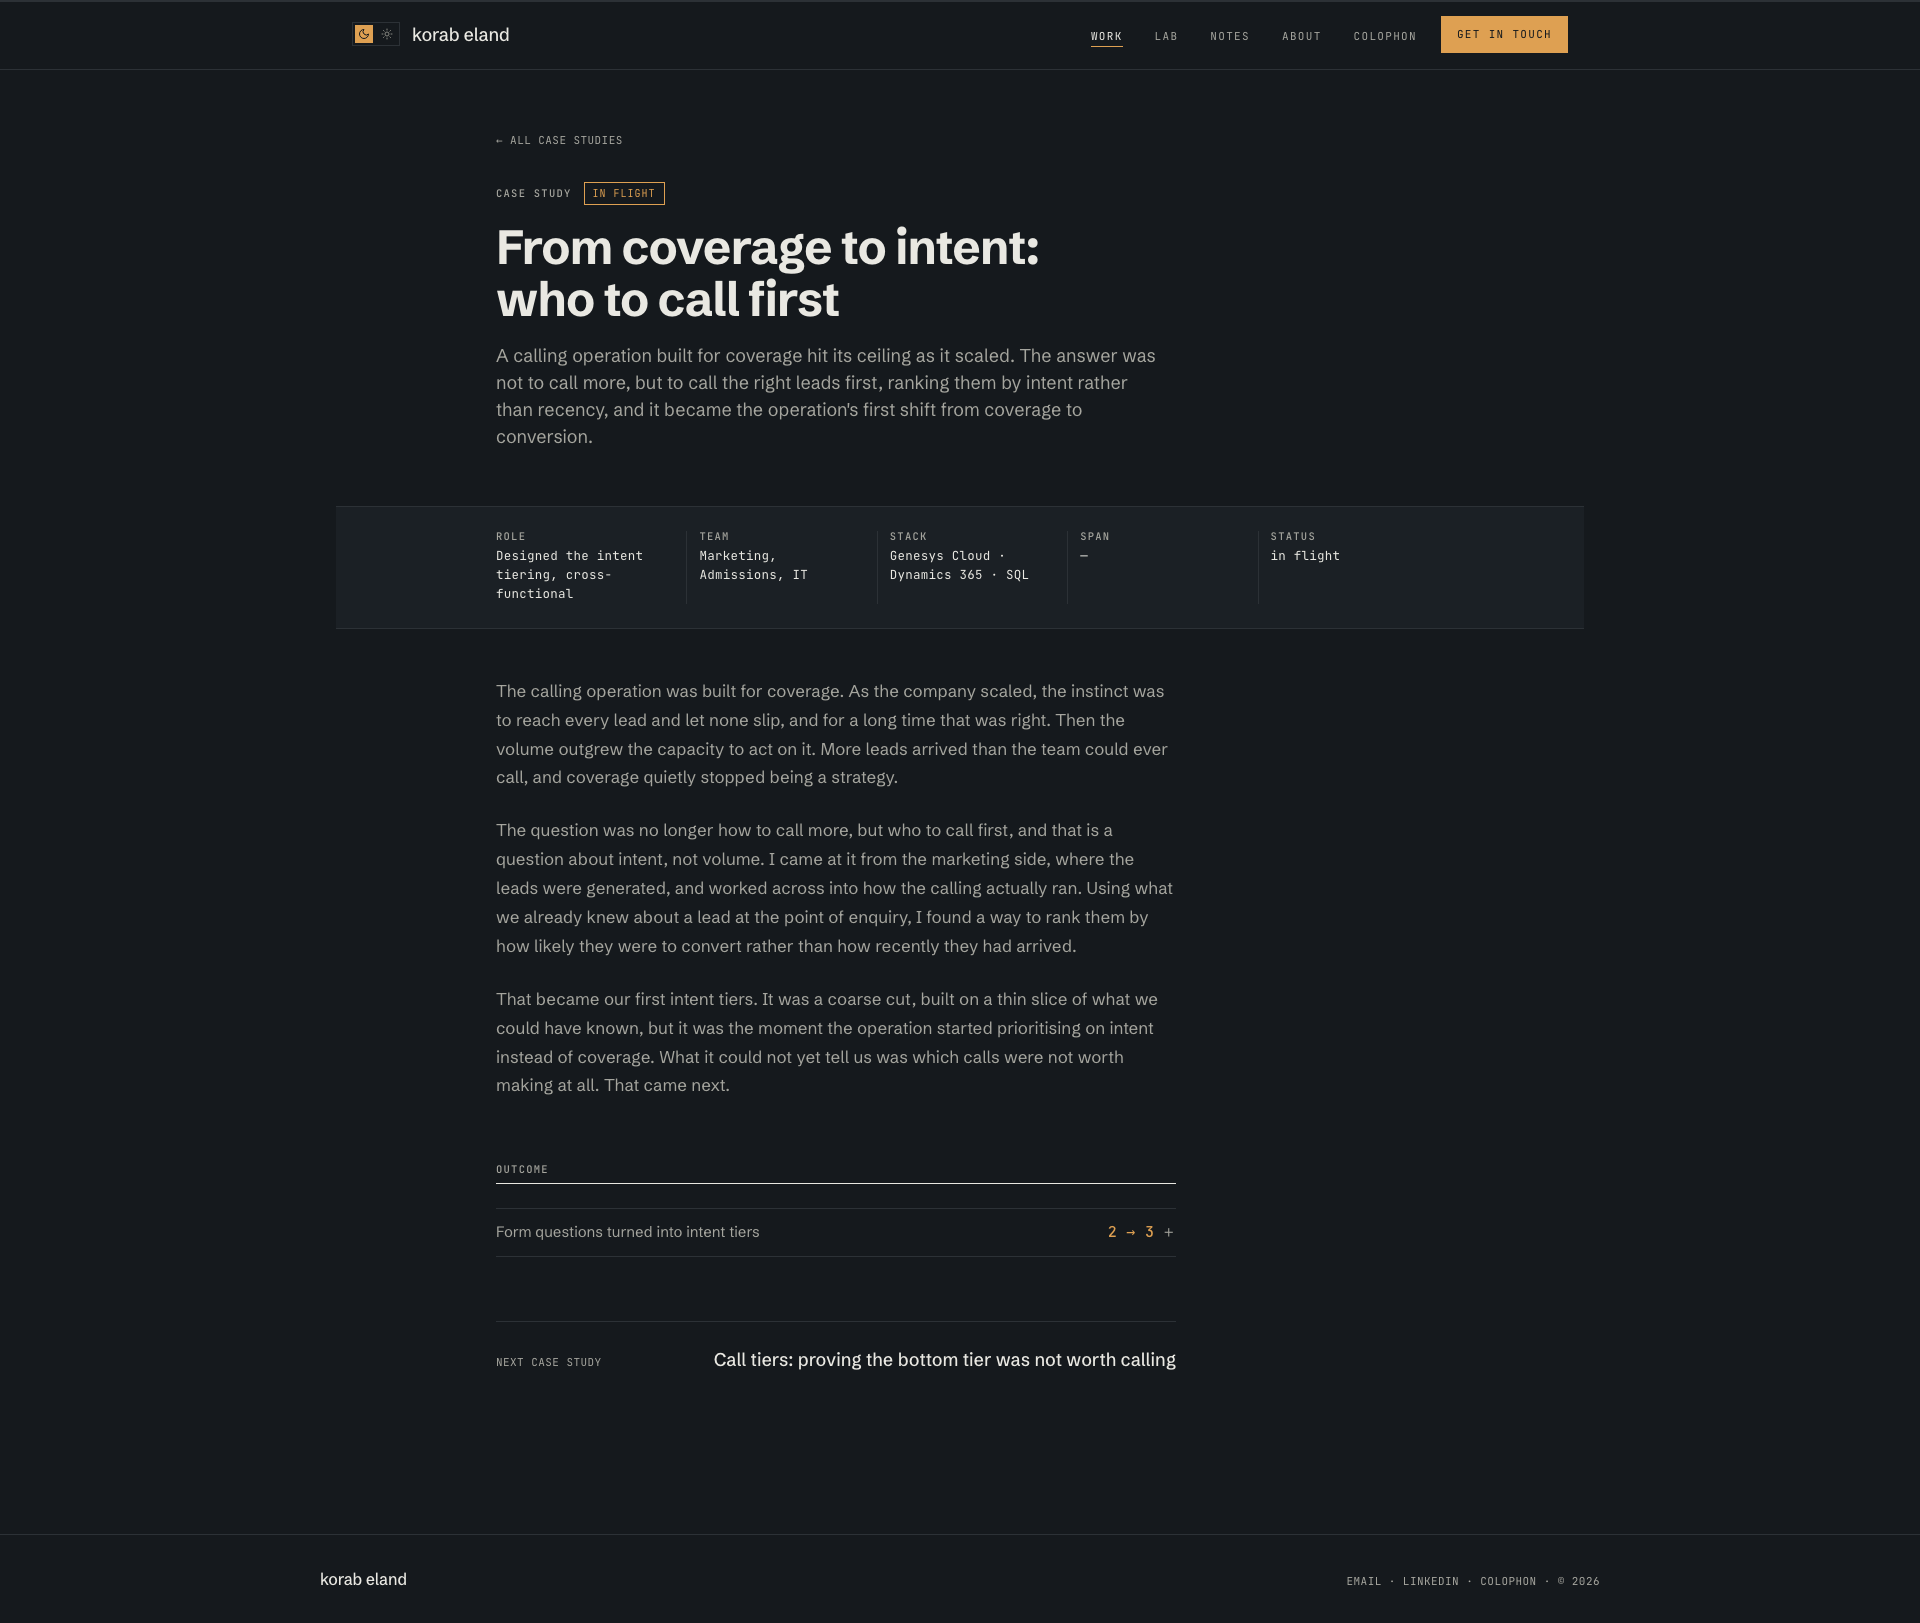 korab eland
WORK
LAB
NOTES
ABOUT
COLOPHON
GET IN TOUCH
← ALL CASE STUDIES
CASE STUDY
IN FLIGHT
From coverage to intent:
who to call first
A calling operation built for coverage hit its ceiling as it scaled. The answer was
not to call more, but to call the right leads first, ranking them by intent rather
than recency, and it became the operation's first shift from coverage to
conversion.
ROLE
Designed the intent
tiering, cross-
functional
TEAM
Marketing,
Admissions, IT
STACK
Genesys Cloud ·
Dynamics 365 · SQL
SPAN
—
STATUS
in flight
The calling operation was built for coverage. As the company scaled, the instinct was
to reach every lead and let none slip, and for a long time that was right. Then the
volume outgrew the capacity to act on it. More leads arrived than the team could ever
call, and coverage quietly stopped being a strategy.
The question was no longer how to call more, but who to call first, and that is a
question about intent, not volume. I came at it from the marketing side, where the
leads were generated, and worked across into how the calling actually ran. Using what
we already knew about a lead at the point of enquiry, I found a way to rank them by
how likely they were to convert rather than how recently they had arrived.
That became our first intent tiers. It was a coarse cut, built on a thin slice of what we
could have known, but it was the moment the operation started prioritising on intent
instead of coverage. What it could not yet tell us was which calls were not worth
making at all. That came next.
OUTCOME
Form questions turned into intent tiers
2 → 3 +
NEXT CASE STUDY
Call tiers: proving the bottom tier was not worth calling
korab eland
EMAIL · LINKEDIN · COLOPHON · © 2026